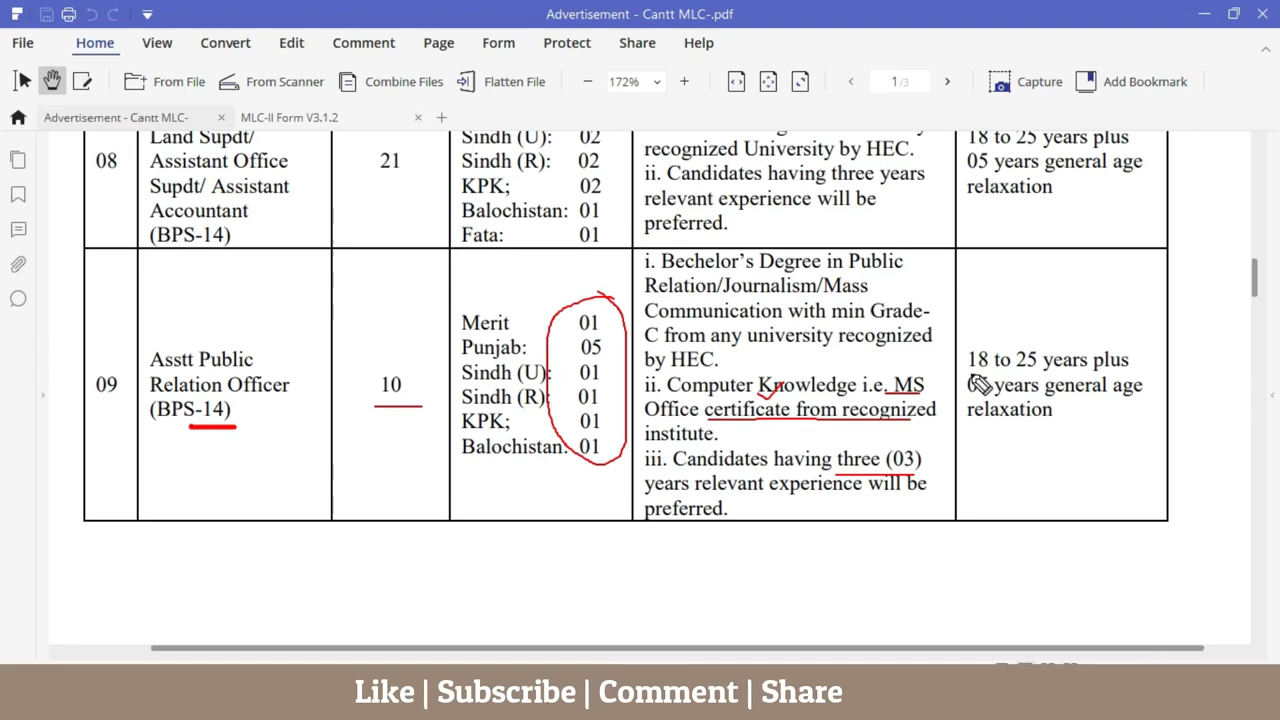 Advertisement - Cantt MLC-.pdf
File Home View Convert Edit Comment Page Form Protect Share Help
From File From Scanner Combine Files Flatten File 172% 1/3 Capture Add Bookmark
Advertisement - Cantt MLC- MLC-II Form V3.1.2
08
Land Supdt/
Assistant Office
Supdt/ Assistant
Accountant
(BPS-14)
21
Sindh (U): 02
Sindh (R): 02
KPK; 02
Balochistan: 01
Fata: 01
recognized University by HEC.
ii. Candidates having three years
relevant experience will be
preferred.
18 to 25 years plus
05 years general age
relaxation
09
Asstt Public
Relation Officer
(BPS-14)
10
Merit 01
Punjab: 05
Sindh (U): 01
Sindh (R) 01
KPK; 01
Balochistan: 01
i. Bechelor's Degree in Public
Relation/Journalism/Mass
Communication with min Grade-
C from any university recognized
by HEC.
ii. Computer Knowledge i.e. MS
Office certificate from recognized
institute.
iii. Candidates having three (03)
years relevant experience will be
preferred.
18 to 25 years plus
years general age
relaxation
Like | Subscribe | Comment | Share